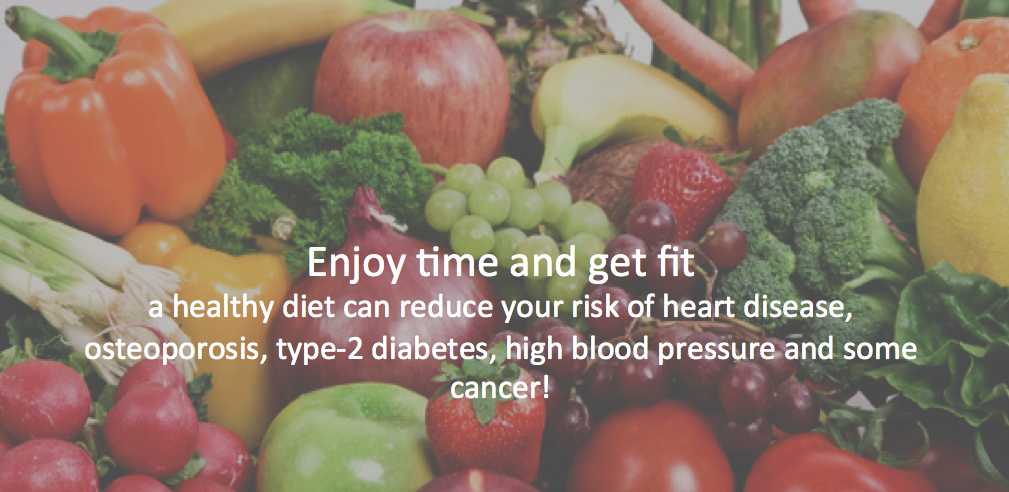 Enjoy time and get fit
a healthy diet can reduce your risk of heart disease,
osteoporosis, type-2 diabetes, high blood pressure and some
cancer!